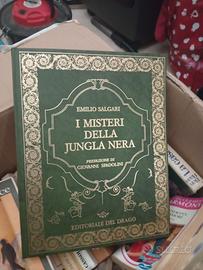 EMILIO SALGARI
I MISTERI
DELLA
JUNGLA NERA
PREFAZIONE DI
GIOVANNI SPADOLINI
EDITORIALE DEL DRAGO